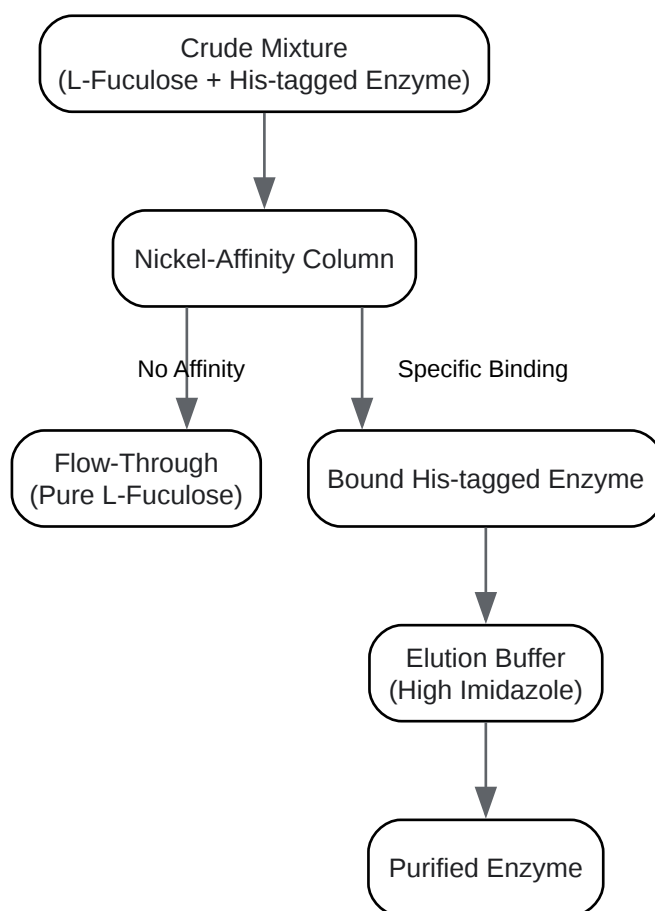 Crude Mixture
(L-Fuculose + His-tagged Enzyme)
Nickel-Affinity Column
No Affinity
Specific Binding
Flow-Through
(Pure L-Fuculose)
Bound His-tagged Enzyme
Elution Buffer
(High Imidazole)
Purified Enzyme